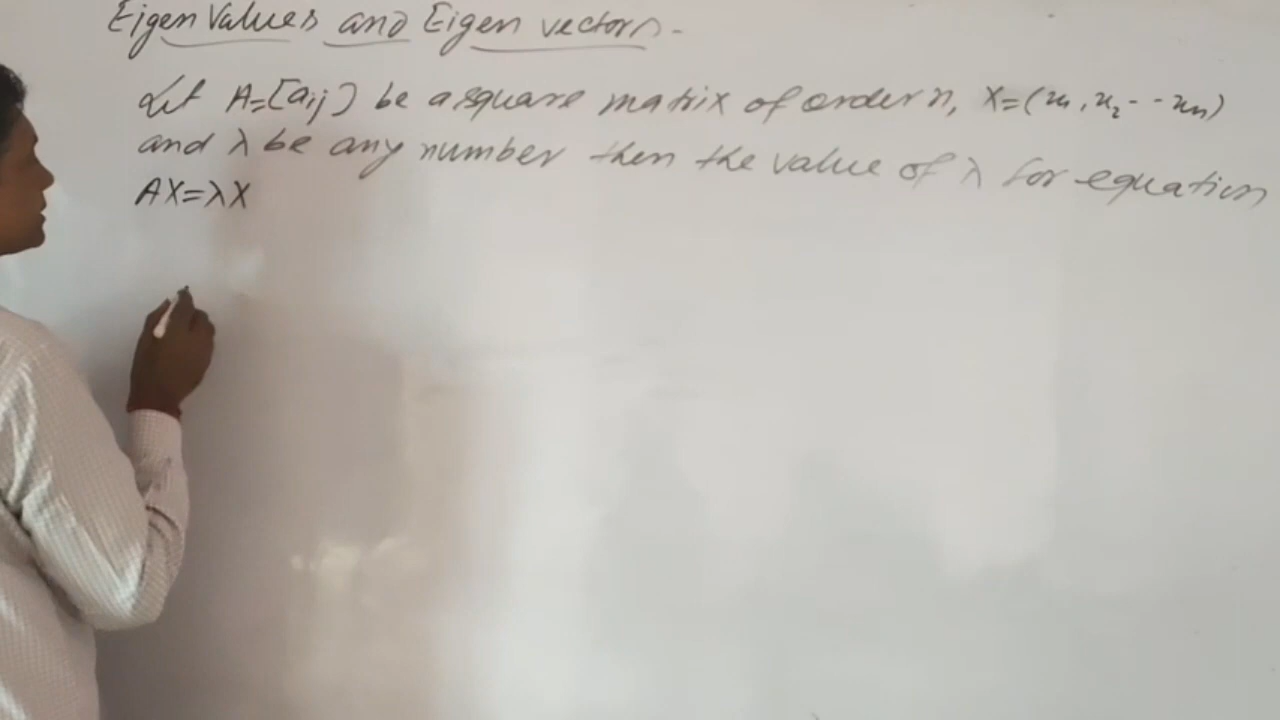 Eigen Values and Eigen vectors.
Let A=[aij] be a square matrix of order n, X=(x1, x2 - - xn)
and λ be any number then the value of λ for equation
AX=λX